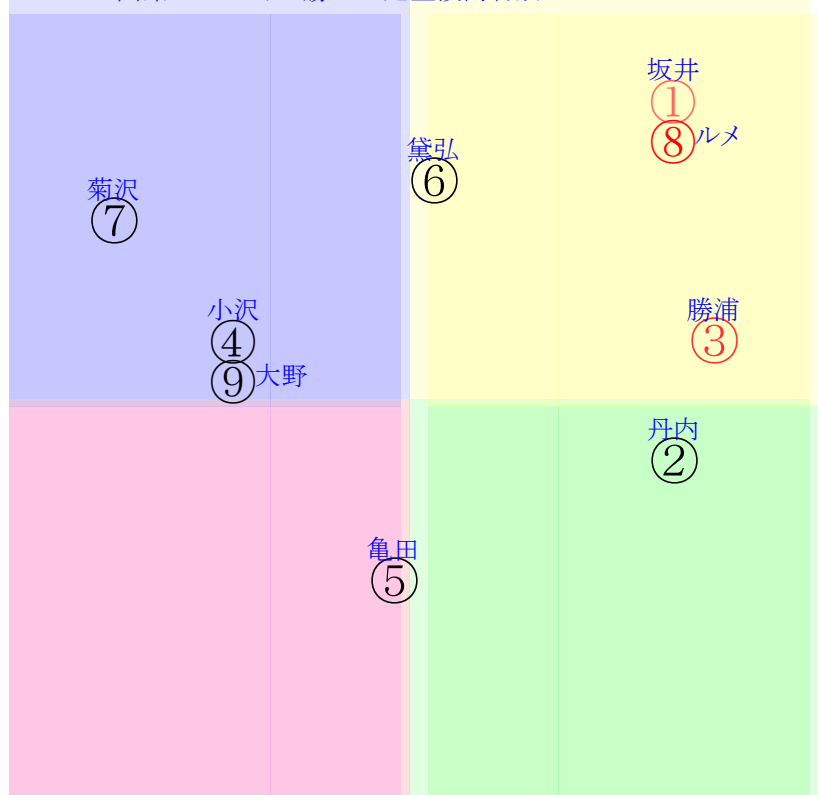 坂井
①
⑧ルメ
黛弘
⑥
菊沢
⑦
小沢
④
⑨大野
勝浦
③
丹内
②
亀田
⑤